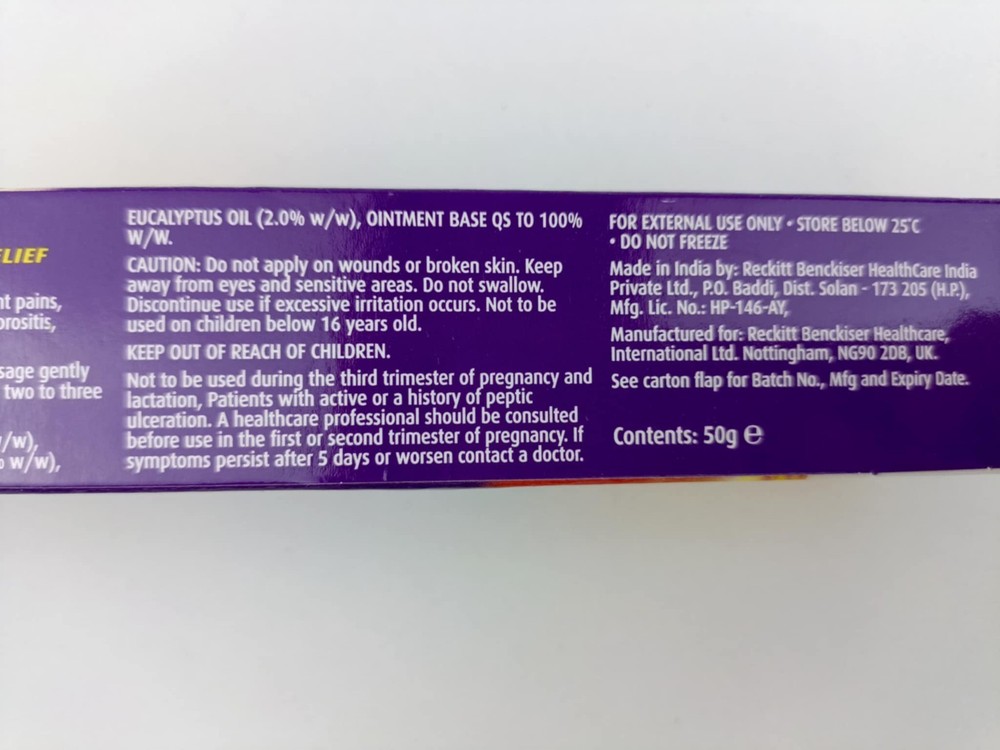 LIEF
nt pains,
sage gently
two to three
/w),
w/w),
EUCALYPTUS OIL (2.0% w/w), OINTMENT BASE QS TO 100%
W/W.
CAUTION: Do not apply on wounds or broken skin. Keep
away from eyes and sensitive areas. Do not swallow.
Discontinue use if excessive irritation occurs. Not to be
used on children below 16 years old.
KEEP OUT OF REACH OF CHILDREN.
Not to be used during the third trimester of pregnancy and
lactation, Patients with active or a history of peptic
ulceration. A healthcare professional should be consulted
before use in the first or second trimester of pregnancy. If
symptoms persist after 5 days or worsen contact a doctor.
FOR EXTERNAL USE ONLY • STORE BELOW 25°C
• DO NOT FREEZE
Made in India by: Reckitt Benckiser HealthCare India
Private Ltd., P.O. Baddi, Dist. Solan - 173 205 (H.P.),
Mfg. Lic. No.: HP-146-AY,
Manufactured for: Reckitt Benckiser Healthcare,
International Ltd. Nottingham, NG90 2DB, UK.
See carton flap for Batch No., Mfg and Expiry Date.
Contents: 50g ℮